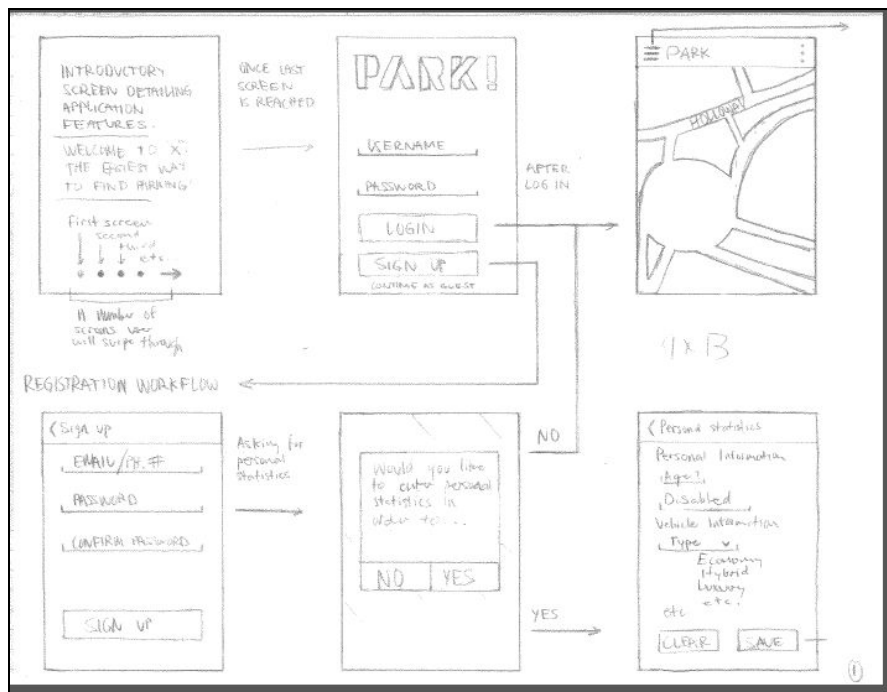 INTRODUCTORY
SCREEN DETAILING
APPLICATION
FEATURES.
WELCOME TO X:
THE EASIEST WAY
TO FIND PARKING
First screen
second
third
etc...
A number of
screens user
will swipe through
ONCE LAST
SCREEN
IS REACHED
PARK!
USERNAME
PASSWORD
LOGIN
SIGN UP
CONTINUE AS GUEST
AFTER
LOG IN
PARK
HOLLOWAY
REGISTRATION WORKFLOW
Sign up
EMAIL/PH.#
PASSWORD
CONFIRM PASSWORD
SIGN UP
Asking for
personal
statistics
Would you like
to enter personal
statistics in
order to...
NO YES
NO
YES
Personal statistics
Personal Information
Age?
Disabled
Vehicle Information
Type
Economy
Hybrid
Luxury
etc.
etc
CLEAR SAVE
1